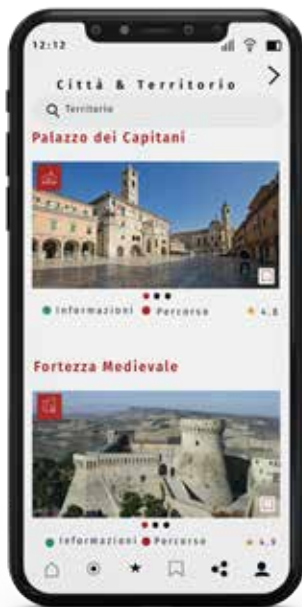 12:12
Città & Territorio
Territorio
Palazzo dei Capitani
Informazioni Percorso 4.8
Fortezza Medievale
Informazioni Percorso 4.9